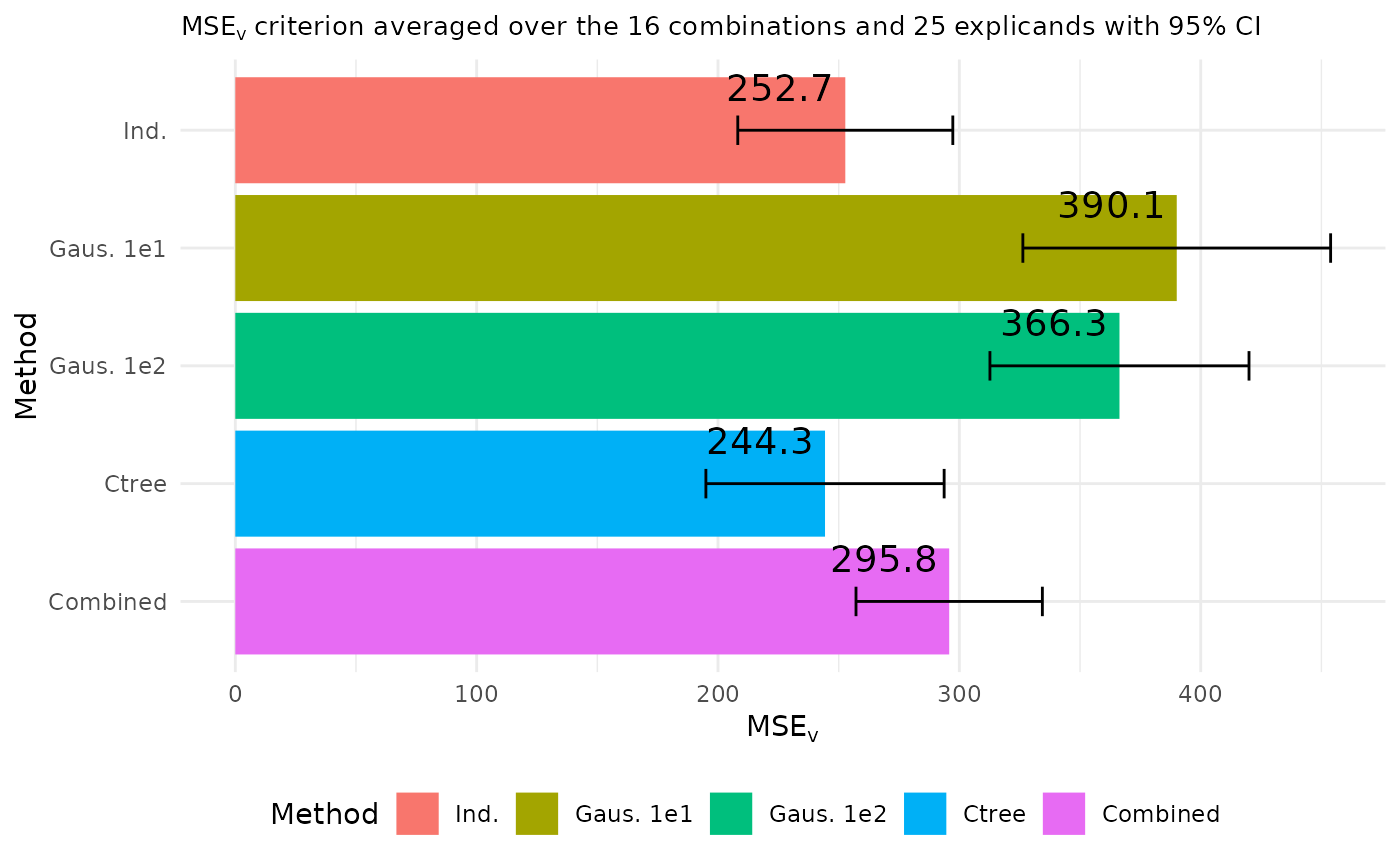 MSEv criterion averaged over the 16 combinations and 25 explicands with 95% CI
252.7
Ind.
390.1
Gaus. 1e1
366.3
Gaus. 1e2
244.3
Ctree
295.8
Combined
Method
0 100 200 300 400
MSEv
Method Ind. Gaus. 1e1 Gaus. 1e2 Ctree Combined